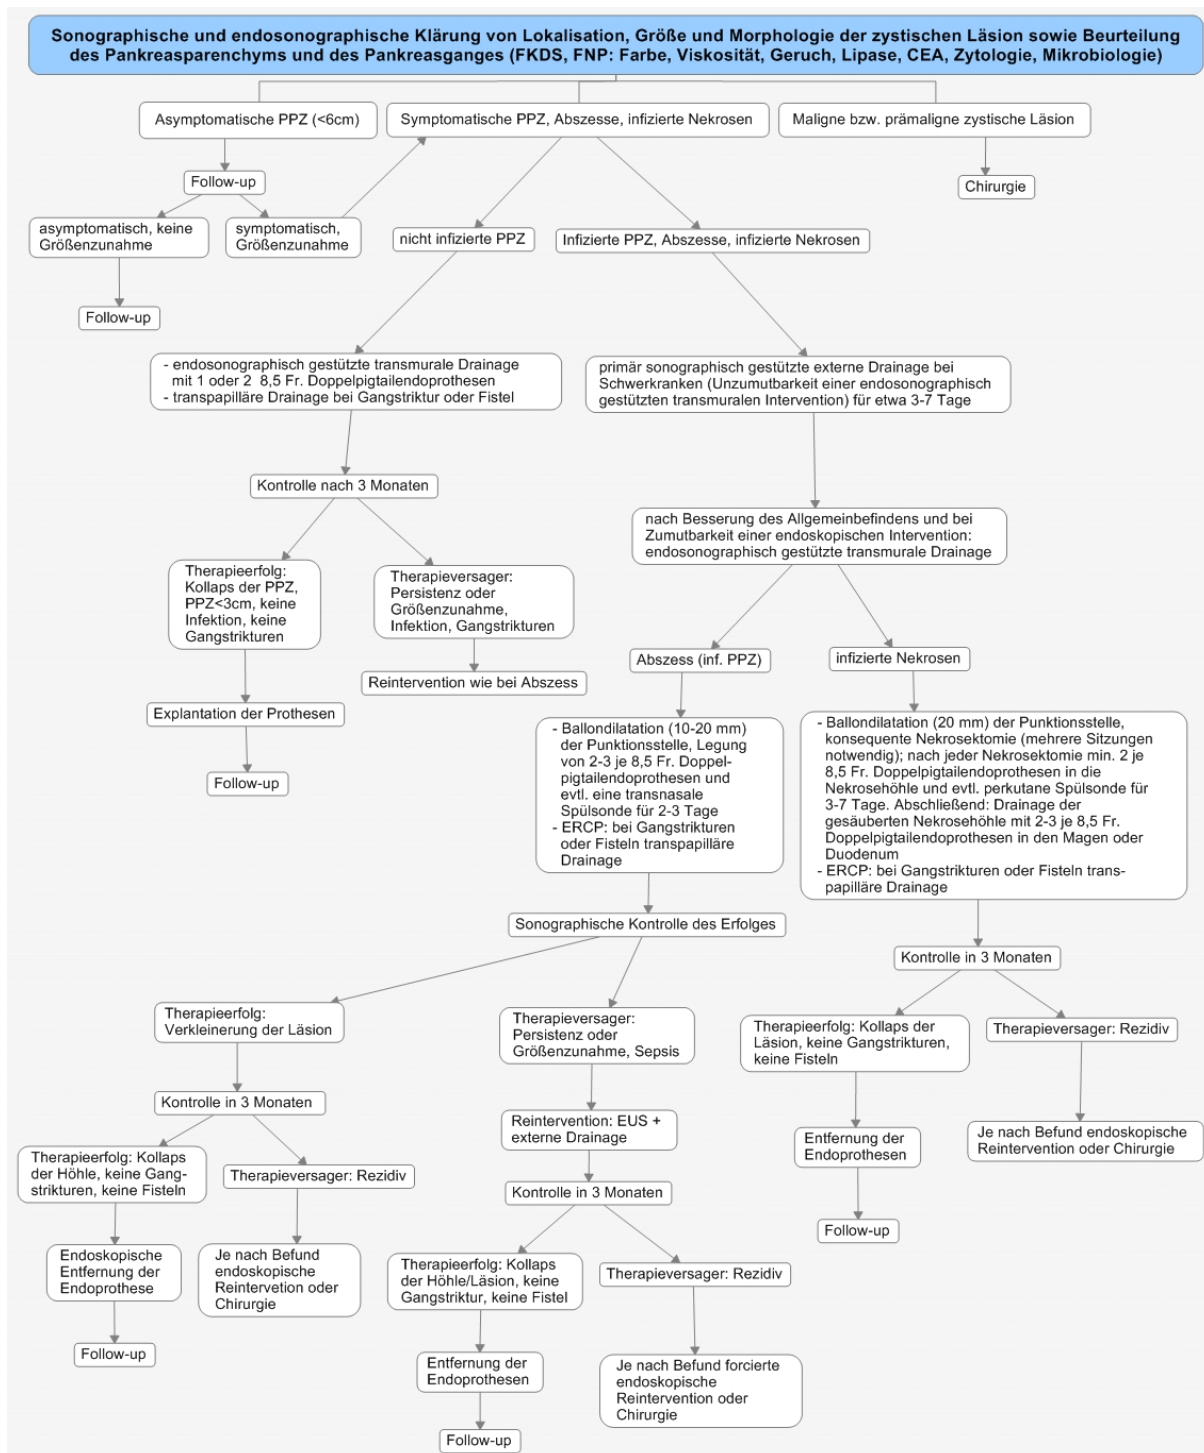 Sonographische und endosonographische Klärung von Lokalisation, Größe und Morphologie der zystischen Läsion sowie Beurteilung
des Pankreasparenchyms und des Pankreasganges (FKDS, FNP: Farbe, Viskosität, Geruch, Lipase, CEA, Zytologie, Mikrobiologie)
Asymptomatische PPZ (<6cm)
Symptomatische PPZ, Abszesse, infizierte Nekrosen
Maligne bzw. prämaligne zystische Läsion
Follow-up
Chirurgie
asymptomatisch, keine
Größenzunahme
symptomatisch,
Größenzunahme
nicht infizierte PPZ
Infizierte PPZ, Abszesse, infizierte Nekrosen
Follow-up
- endosonographisch gestützte transmurale Drainage
mit 1 oder 2 8,5 Fr. Doppelpigtailendoprothesen
- transpapilläre Drainage bei Gangstriktur oder Fistel
primär sonographisch gestützte externe Drainage bei
Schwerkranken (Unzumutbarkeit einer endosonographisch
gestützten transmuralen Intervention) für etwa 3-7 Tage
Kontrolle nach 3 Monaten
nach Besserung des Allgemeinbefindens und bei
Zumutbarkeit einer endoskopischen Intervention:
endosonographisch gestützte transmurale Drainage
Therapieerfolg:
Kollaps der PPZ,
PPZ<3cm, keine
Infektion, keine
Gangstrikturen
Therapieversager:
Persistenz oder
Größenzunahme,
Infektion, Gangstrikturen
Abszess (inf. PPZ)
infizierte Nekrosen
Reintervention wie bei Abszess
Explantation der Prothesen
Follow-up
- Ballondilatation (10-20 mm)
der Punktionsstelle, Legung
von 2-3 je 8,5 Fr. Doppel-
pigtailendoprothesen und
evtl. eine transnasale
Spülsonde für 2-3 Tage
- ERCP: bei Gangstrikturen
oder Fisteln transpapilläre
Drainage
- Ballondilatation (20 mm) der Punktionsstelle,
konsequente Nekrosektomie (mehrere Sitzungen
notwendig); nach jeder Nekrosektomie min. 2 je
8,5 Fr. Doppelpigtailendoprothesen in die
Nekrosehöhle und evtl. perkutane Spülsonde für
3-7 Tage. Abschließend: Drainage der
gesäuberten Nekrosehöhle mit 2-3 je 8,5 Fr.
Doppelpigtailendoprothesen in den Magen oder
Duodenum
- ERCP: bei Gangstrikturen oder Fisteln trans-
papilläre Drainage
Sonographische Kontrolle des Erfolges
Kontrolle in 3 Monaten
Therapieerfolg:
Verkleinerung der Läsion
Therapieversager:
Persistenz oder
Größenzunahme, Sepsis
Therapieerfolg: Kollaps der
Läsion, keine Gangstrikturen,
keine Fisteln
Therapieversager: Rezidiv
Kontrolle in 3 Monaten
Reintervention: EUS +
externe Drainage
Entfernung der
Endoprothesen
Je nach Befund endoskopische
Reintervention oder Chirurgie
Therapieerfolg: Kollaps
der Höhle, keine Gang-
strikturen, keine Fisteln
Therapieversager: Rezidiv
Kontrolle in 3 Monaten
Follow-up
Endoskopische
Entfernung der
Endoprothese
Je nach Befund
endoskopische
Reintervetion oder
Chirurgie
Therapieerfolg: Kollaps
der Höhle/Läsion, keine
Gangstriktur, keine Fistel
Therapieversager: Rezidiv
Follow-up
Entfernung der
Endoprothesen
Je nach Befund forcierte
endoskopische
Reintervention oder
Chirurgie
Follow-up